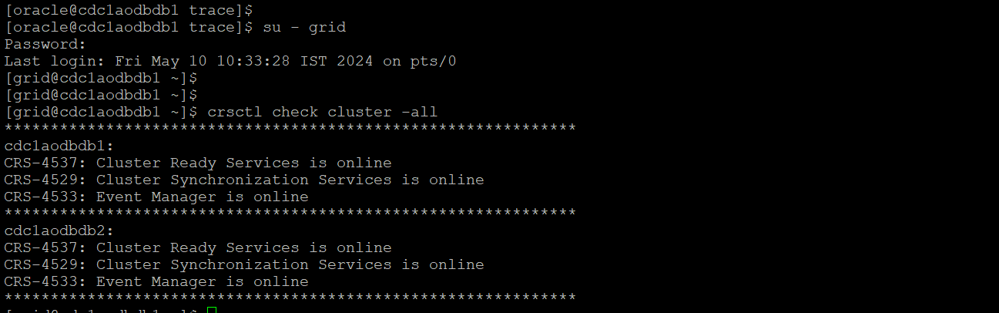 [oracle@cdc1aodbdb1 trace]$
[oracle@cdc1aodbdb1 trace]$ su - grid
Password:
Last login: Fri May 10 10:33:28 IST 2024 on pts/0
[grid@cdc1aodbdb1 ~]$
[grid@cdc1aodbdb1 ~]$
[grid@cdc1aodbdb1 ~]$ crsctl check cluster -all
**************************************************************
cdc1aodbdb1:
CRS-4537: Cluster Ready Services is online
CRS-4529: Cluster Synchronization Services is online
CRS-4533: Event Manager is online
**************************************************************
cdc1aodbdb2:
CRS-4537: Cluster Ready Services is online
CRS-4529: Cluster Synchronization Services is online
CRS-4533: Event Manager is online
**************************************************************